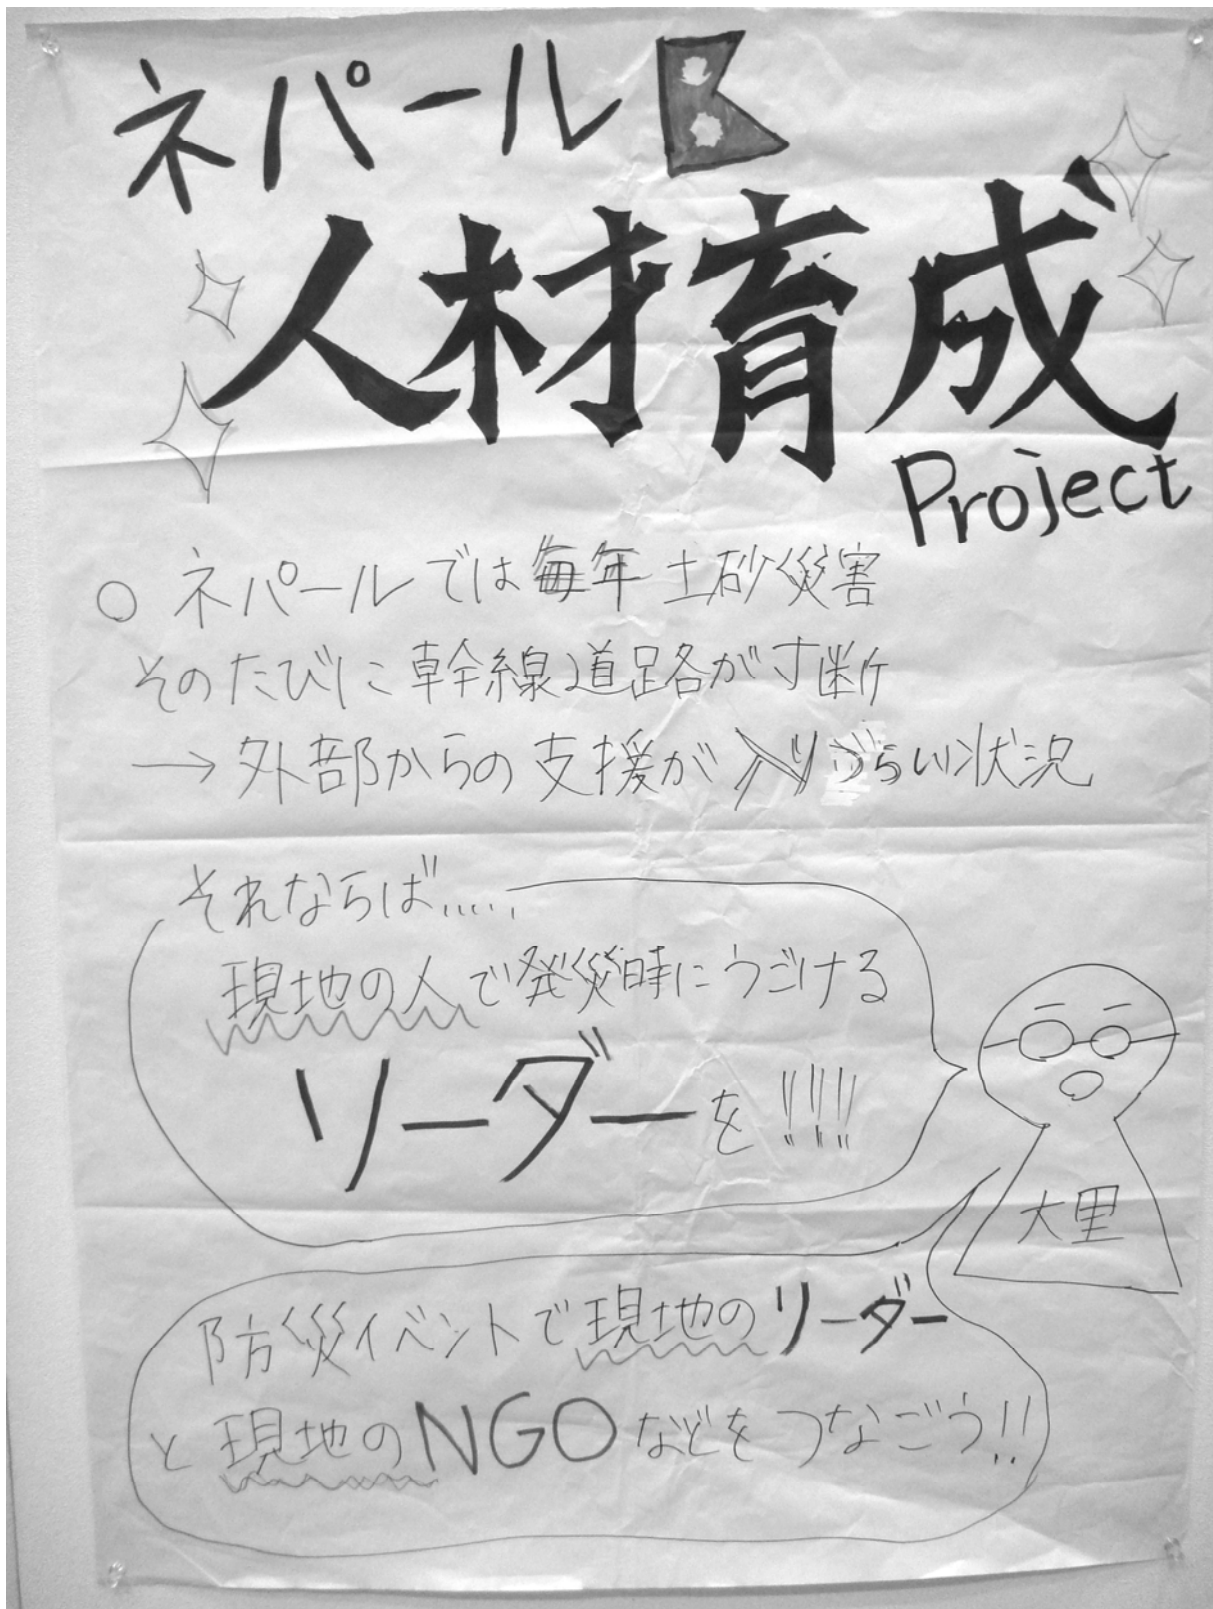 ネパール
人材育成
Project
○ ネパールでは毎年土砂災害
そのたびに幹線道路が寸断
→外部からの支援が入りづらい状況
それならば.....
現地の人で発災時にうごける
リーダーを!!!!
大里
防災イベントで現地のリーダー
と現地のNGOなどをつなごう!!